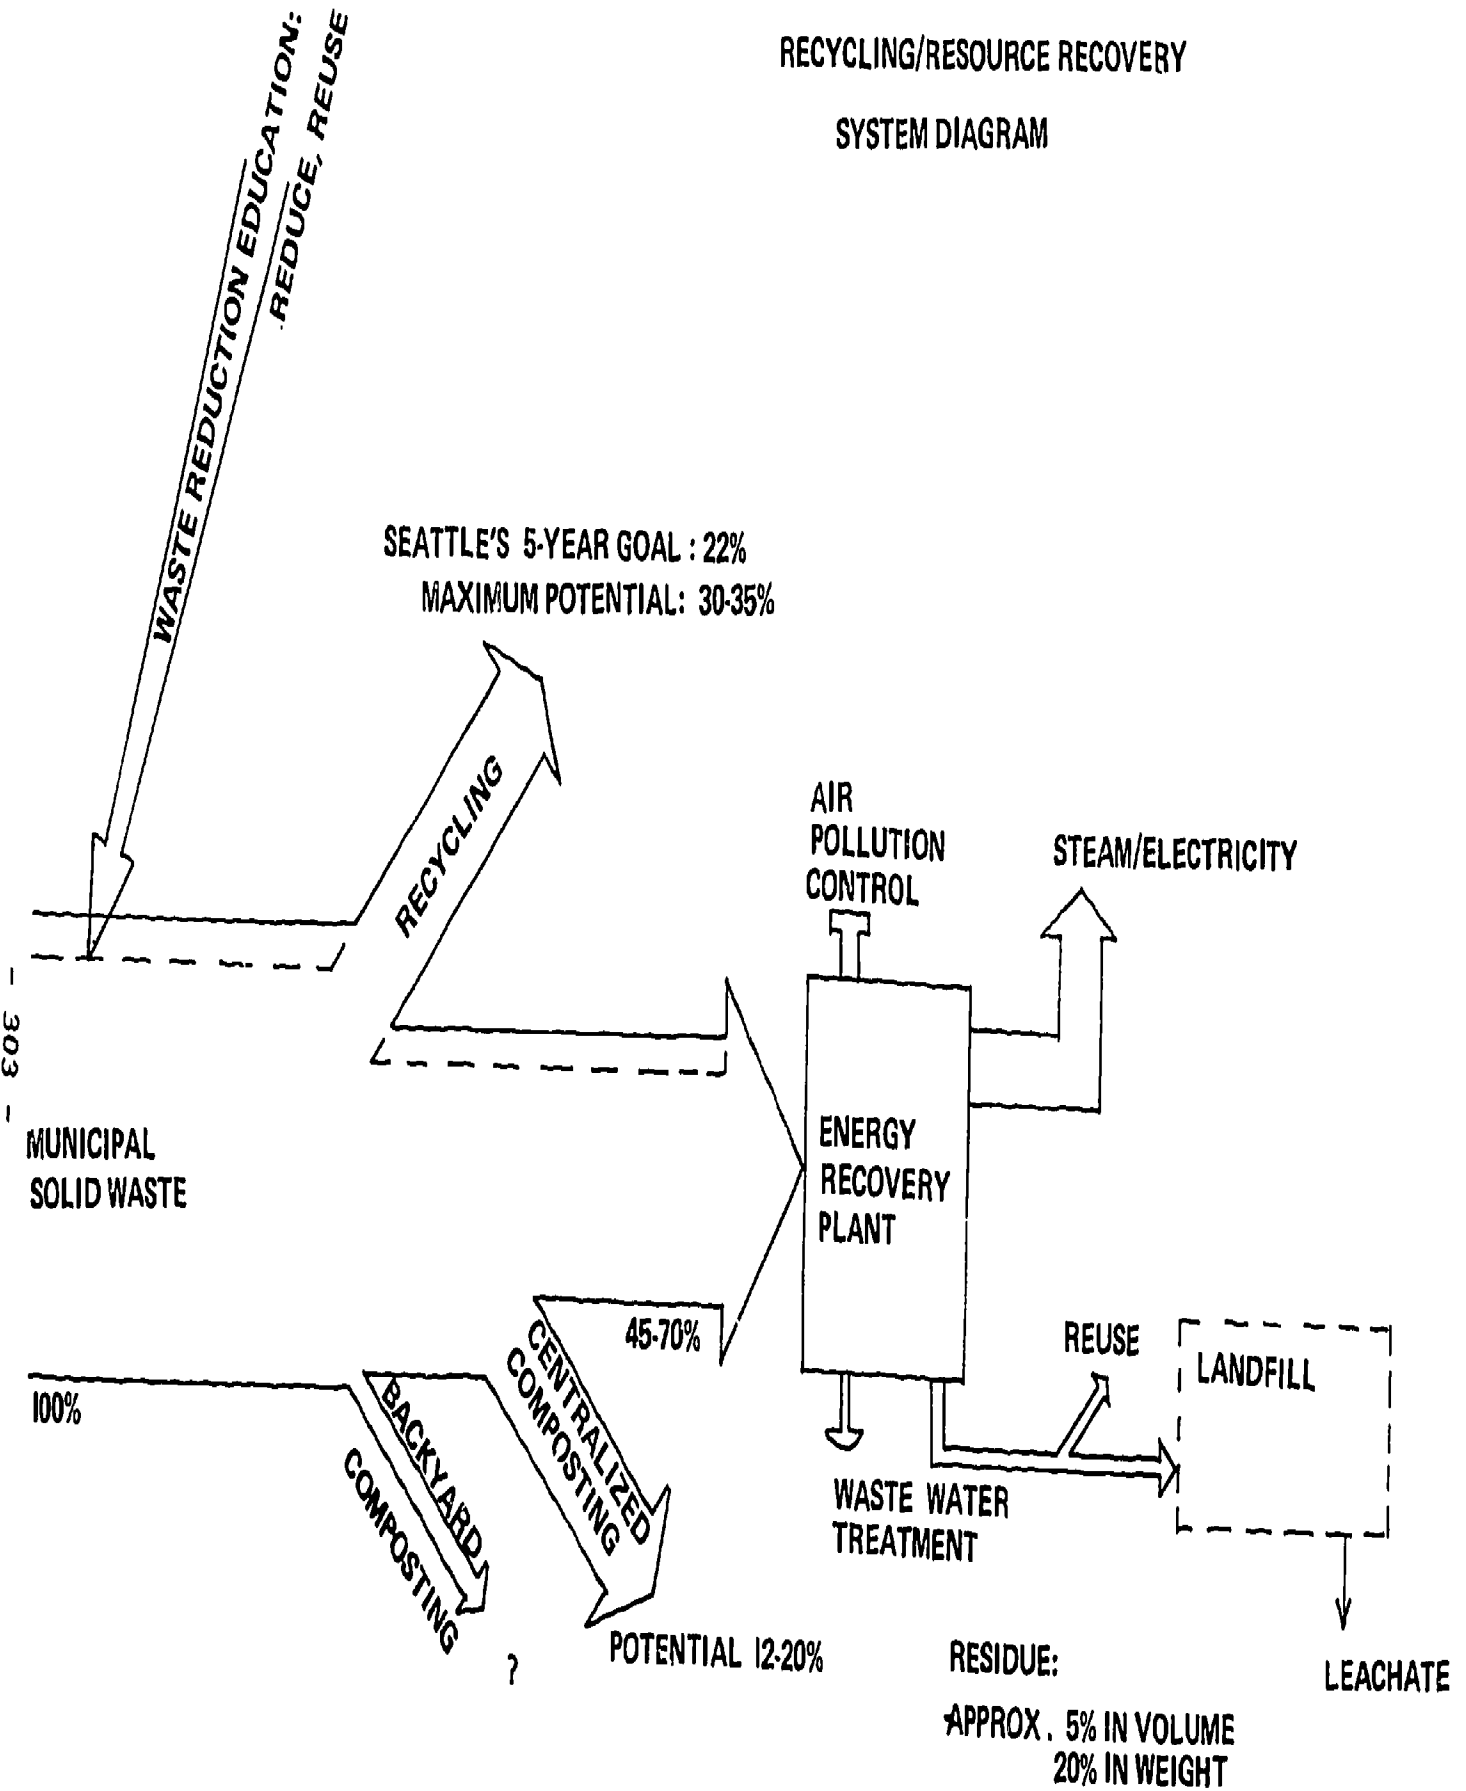 RECYCLING/RESOURCE RECOVERY
SYSTEM DIAGRAM
WASTE REDUCTION EDUCATION:
REDUCE, REUSE
SEATTLE'S 5-YEAR GOAL : 22%
MAXIMUM POTENTIAL: 30-35%
RECYCLING
AIR
POLLUTION
CONTROL
STEAM/ELECTRICITY
- 303 -
MUNICIPAL
SOLID WASTE
ENERGY
RECOVERY
PLANT
45-70%
100%
BACKYARD
COMPOSTING
?
CENTRALIZED
COMPOSTING
POTENTIAL 12-20%
REUSE
LANDFILL
WASTE WATER
TREATMENT
LEACHATE
RESIDUE:
APPROX. 5% IN VOLUME
20% IN WEIGHT